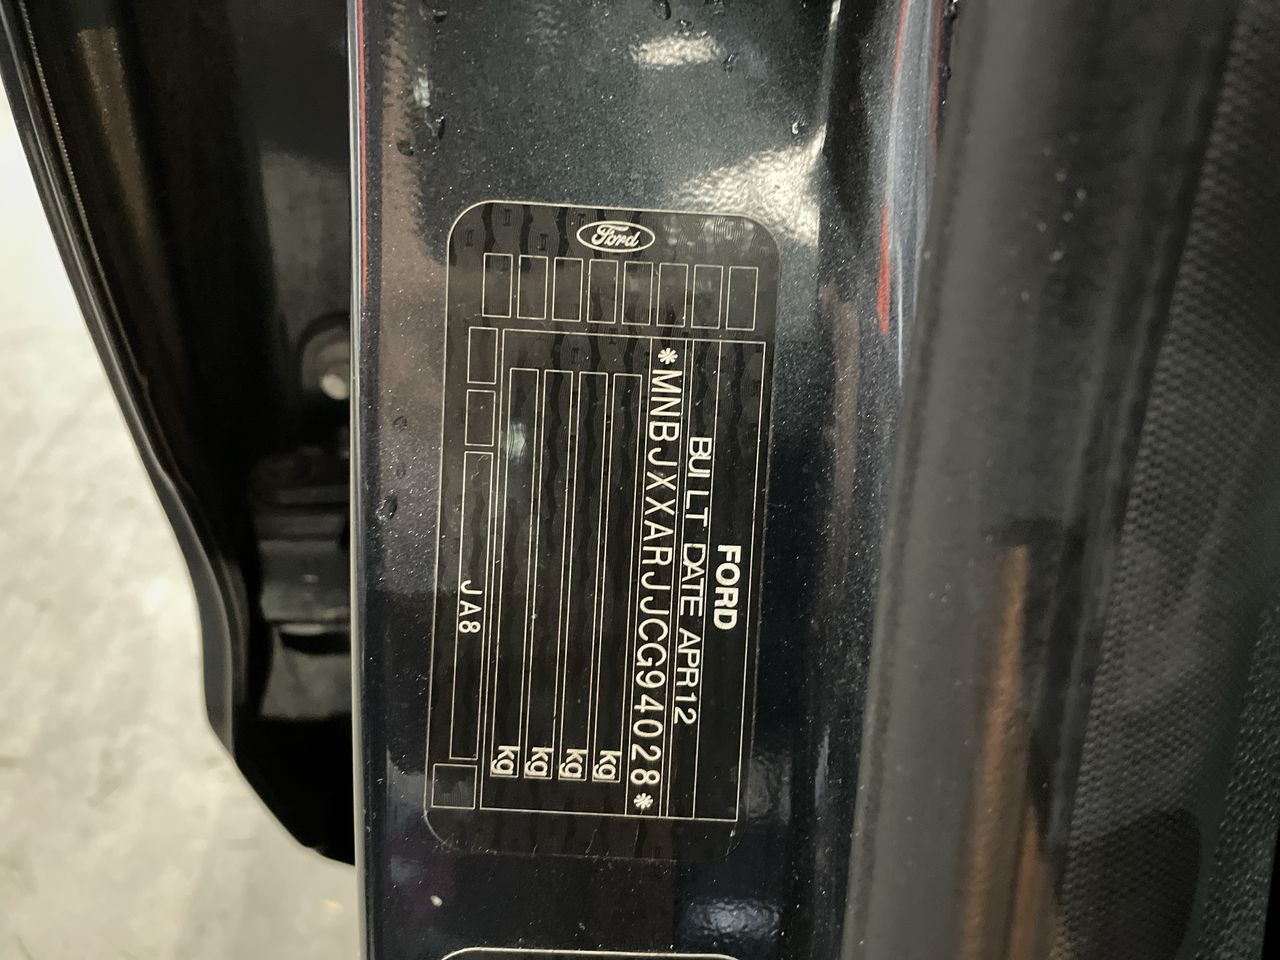 Ford
FORD
BUILT DATE APR12
*MNBJXXARJJCG94028*
kg
kg
kg
kg
JA8